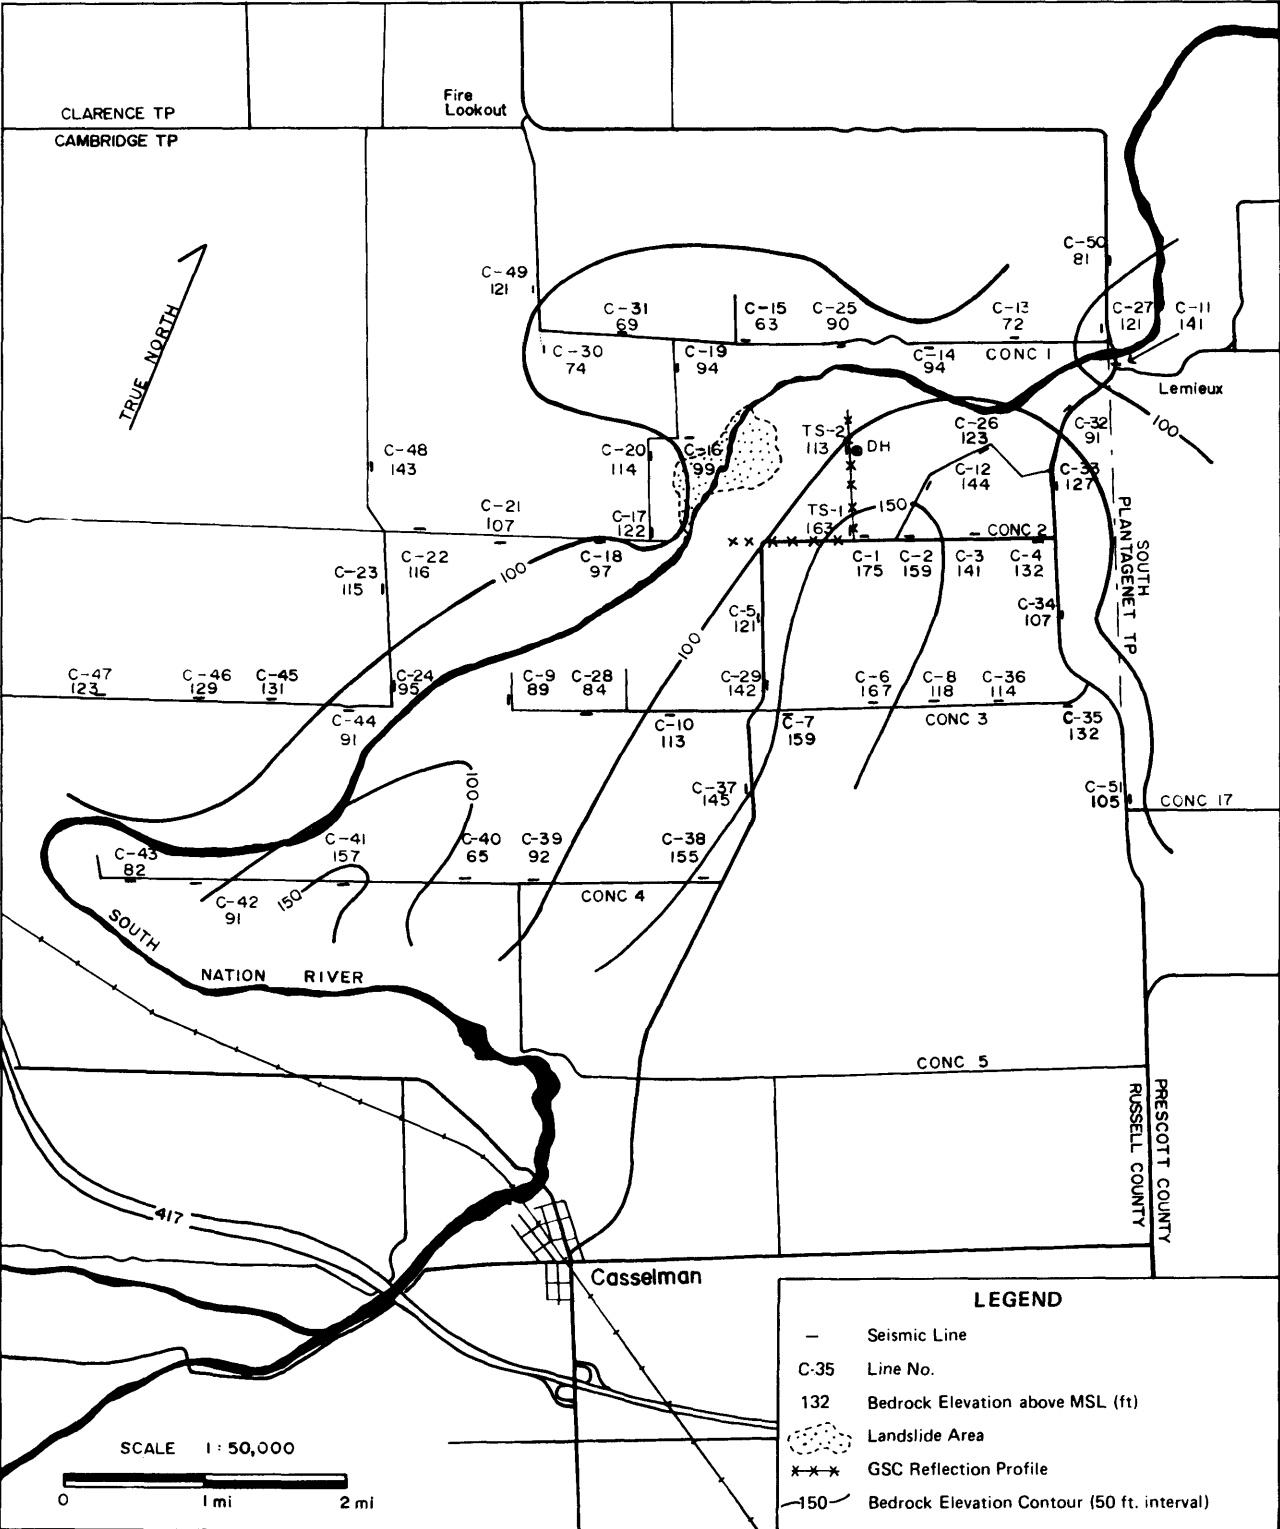 CLARENCE TP
CAMBRIDGE TP
Fire
Lookout
TRUE NORTH
C-50
81
C-49
121
C-31
69
C-15
63
C-25
90
C-13
72
C-27
121
C-11
141
C-30
74
C-19
94
C-14
94
CONC 1
Lemieux
C-48
143
C-20
114
C-16
99
TS-2
113
DH
C-26
123
C-32
91
100
C-12
144
C-33
127
C-21
107
C-17
122
TS-1
163
150
CONC 2
C-22
116
C-18
97
C-1
175
C-2
159
C-3
141
C-4
132
SOUTH
PLANTAGENET TP
C-23
115
100
C-5
121
C-34
107
100
C-47
123
C-46
129
C-45
131
C-24
95
C-9
89
C-28
84
C-29
142
C-6
167
C-8
118
C-36
114
C-44
91
C-10
113
C-7
159
CONC 3
C-35
132
100
C-37
145
C-51
105
CONC 17
C-43
82
C-41
157
C-40
65
C-39
92
C-38
155
C-42
91
150
CONC 4
SOUTH
NATION RIVER
CONC 5
RUSSELL COUNTY
PRESCOTT COUNTY
417
Casselman
SCALE 1:50,000
0 1 mi 2 mi
LEGEND
Seismic Line
C-35 Line No.
132 Bedrock Elevation above MSL (ft)
Landslide Area
GSC Reflection Profile
150 Bedrock Elevation Contour (50 ft. interval)